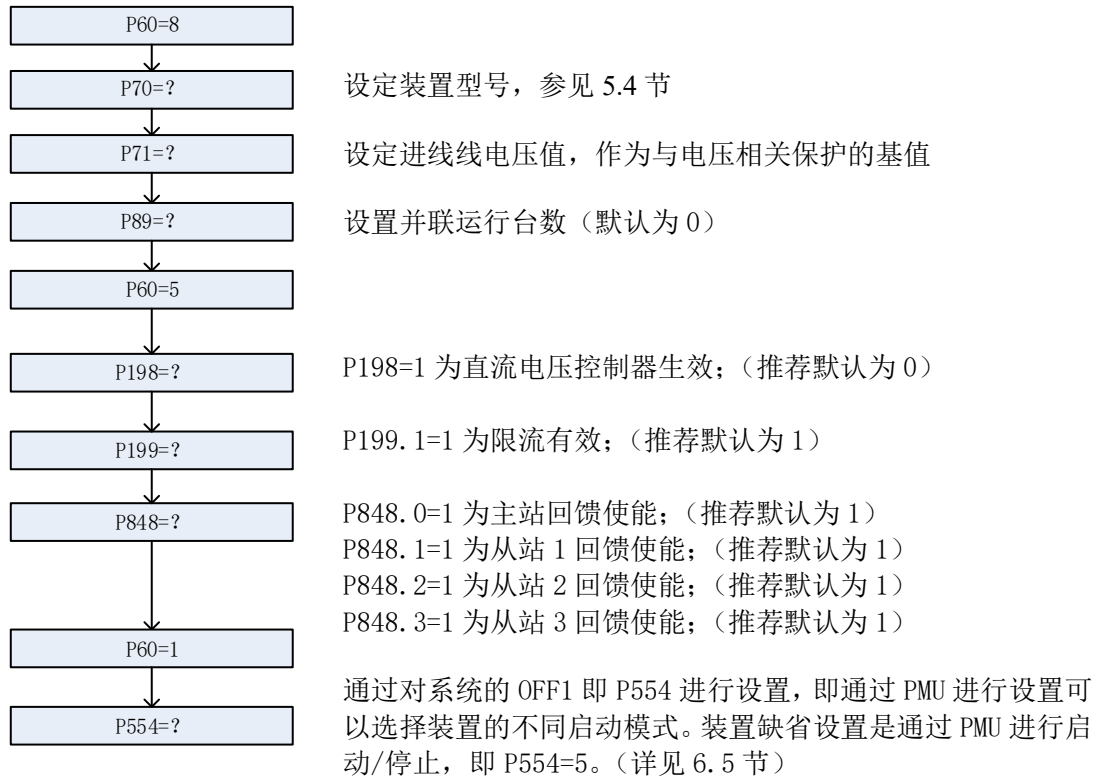 P60=8
P70=?
设定装置型号，参见 5.4 节
P71=?
设定进线线电压值，作为与电压相关保护的基值
P89=?
设置并联运行台数（默认为 0）
P60=5
P198=?
P198=1 为直流电压控制器生效；（推荐默认为 0）
P199=?
P199.1=1 为限流有效；（推荐默认为 1）
P848=?
P848.0=1 为主站回馈使能；（推荐默认为 1）
P848.1=1 为从站 1 回馈使能；（推荐默认为 1）
P848.2=1 为从站 2 回馈使能；（推荐默认为 1）
P848.3=1 为从站 3 回馈使能；（推荐默认为 1）
P60=1
P554=?
通过对系统的 OFF1 即 P554 进行设置，即通过 PMU 进行设置可
以选择装置的不同启动模式。装置缺省设置是通过 PMU 进行启
动/停止，即 P554=5。（详见 6.5 节）